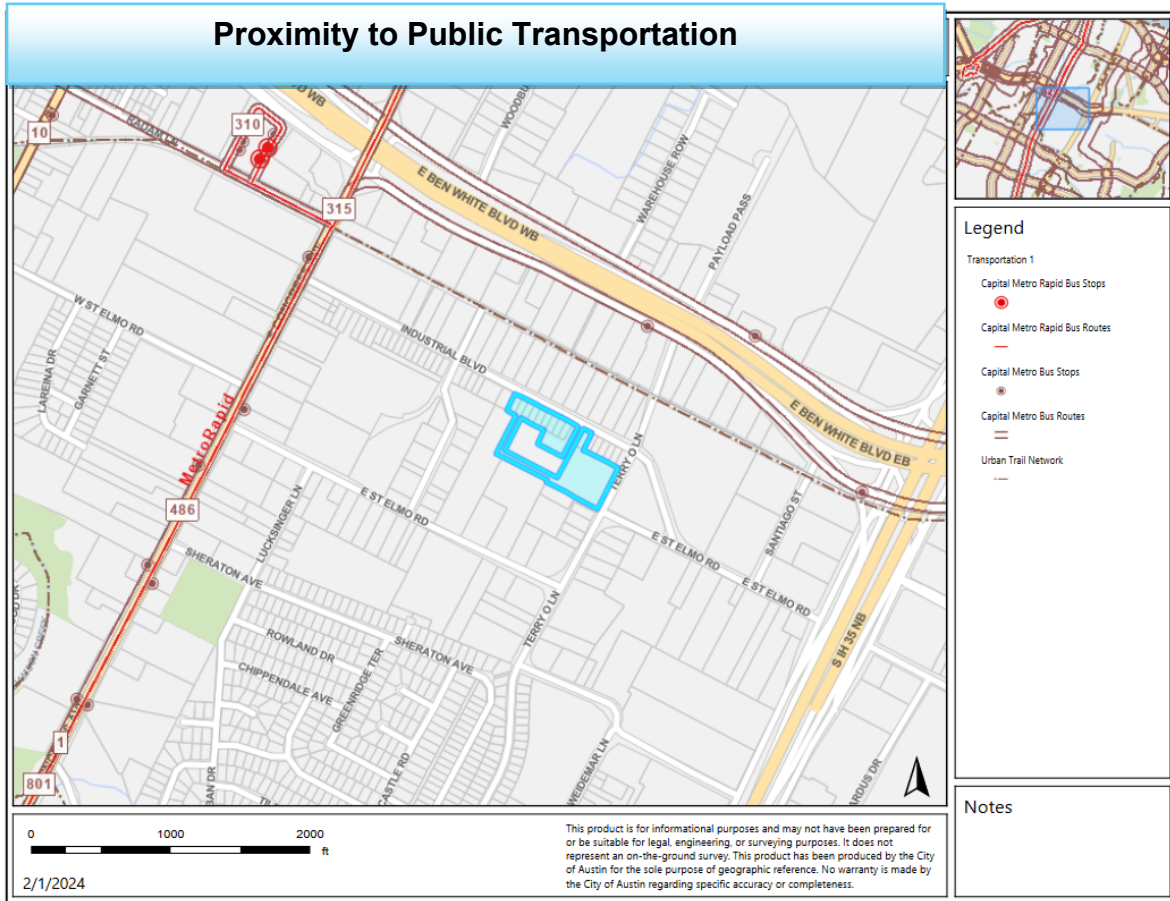 Proximity to Public Transportation
10
RADAM LN
310
315
486
1
801
MetroRapid
W ST ELMO RD
LAREINA DR
GARNETT ST
INDUSTRIAL BLVD
WB
E BEN WHITE BLVD WB
WAREHOUSE ROW
PAYLOAD PASS
E BEN WHITE BLVD EB
TERRY O LN
E ST ELMO RD
LUCKSINGER LN
SHERATON AVE
E ST ELMO RD
E ST ELMO RD
SANTIAGO ST
S IH 35 NB
TERRY O LN
ROWLAND DR
CHIPPENDALE AVE
GREENRIDGE TER
SHERATON AVE
WEIDEMAR LN
0 1000 2000
ft
2/1/2024
This product is for informational purposes and may not have been prepared for
or be suitable for legal, engineering, or surveying purposes. It does not
represent an on-the-ground survey. This product has been produced by the City
of Austin for the sole purpose of geographic reference. No warranty is made by
the City of Austin regarding specific accuracy or completeness.
Legend
Transportation 1
Capital Metro Rapid Bus Stops
Capital Metro Rapid Bus Routes
Capital Metro Bus Stops
Capital Metro Bus Routes
Urban Trail Network
Notes